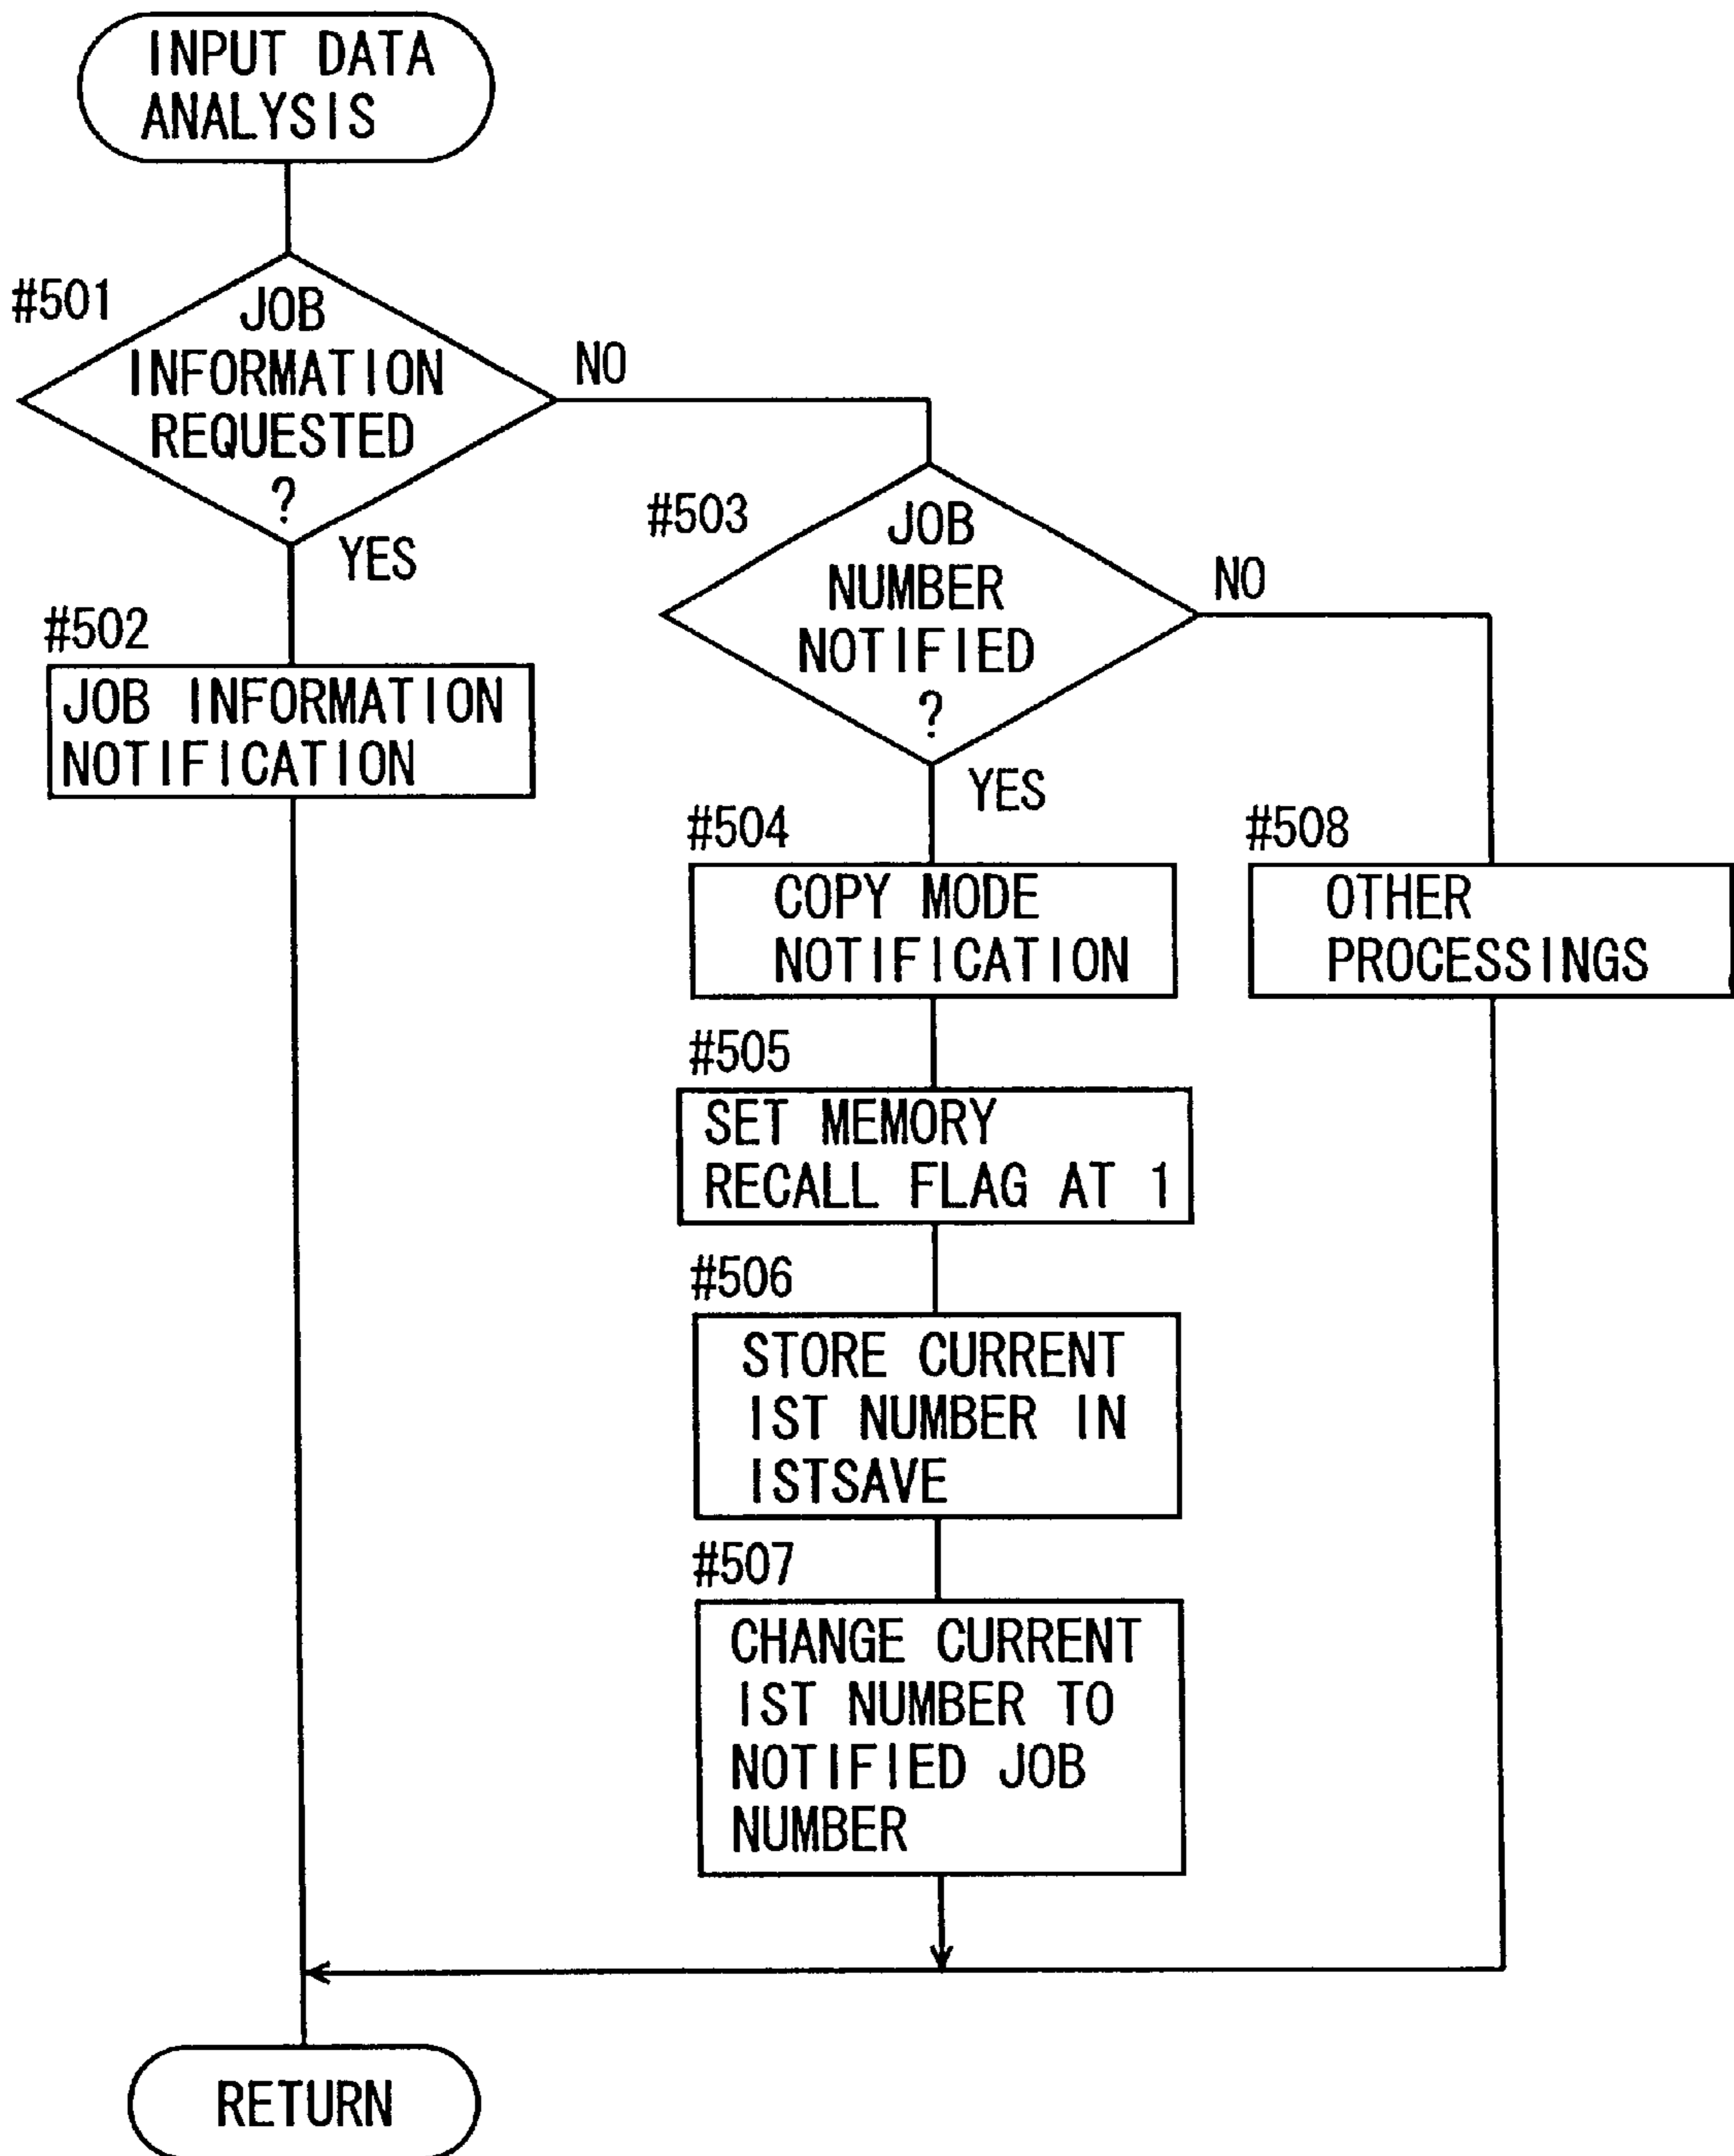 INPUT DATA
ANALYSIS
#501
JOB
INFORMATION
REQUESTED
?
NO
YES
#502
JOB INFORMATION
NOTIFICATION
#503
JOB
NUMBER
NOTIFIED
?
NO
YES
#504
COPY MODE
NOTIFICATION
#508
OTHER
PROCESSINGS
#505
SET MEMORY
RECALL FLAG AT 1
#506
STORE CURRENT
IST NUMBER IN
ISTSAVE
#507
CHANGE CURRENT
IST NUMBER TO
NOTIFIED JOB
NUMBER
RETURN